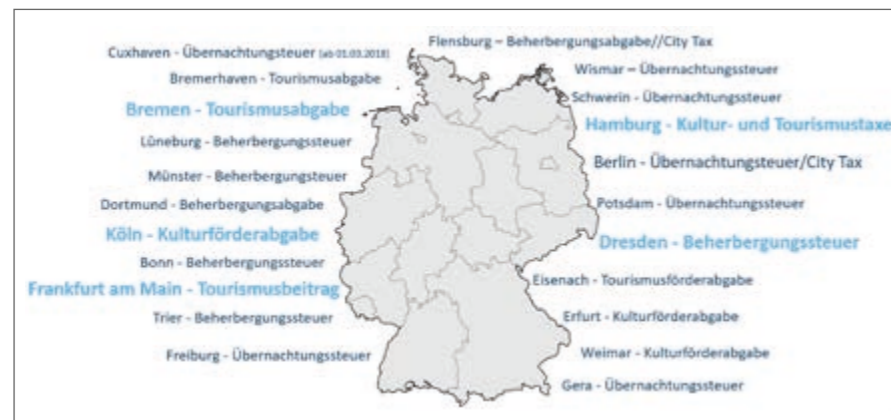 Flensburg – Beherbergungsabgabe//City Tax
Cuxhaven - Übernachtungsteuer (ab 01.03.2018)
Bremerhaven - Tourismusabgabe
Bremen - Tourismusabgabe
Lüneburg - Beherbergungssteuer
Münster - Beherbergungsteuer
Dortmund - Beherbergungsabgabe
Köln - Kulturförderabgabe
Bonn - Beherbergungsteuer
Frankfurt am Main - Tourismusbeitrag
Trier - Beherbergungssteuer
Freiburg - Übernachtungssteuer
Wismar – Übernachtungssteuer
Schwerin - Übernachtungssteuer
Hamburg - Kultur- und Tourismustaxe
Berlin - Übernachtungsteuer/City Tax
Potsdam - Übernachtungssteuer
Dresden - Beherbergungssteuer
Eisenach - Tourismusförderabgabe
Erfurt - Kulturförderabgabe
Weimar - Kulturförderabgabe
Gera - Übernachtungssteuer